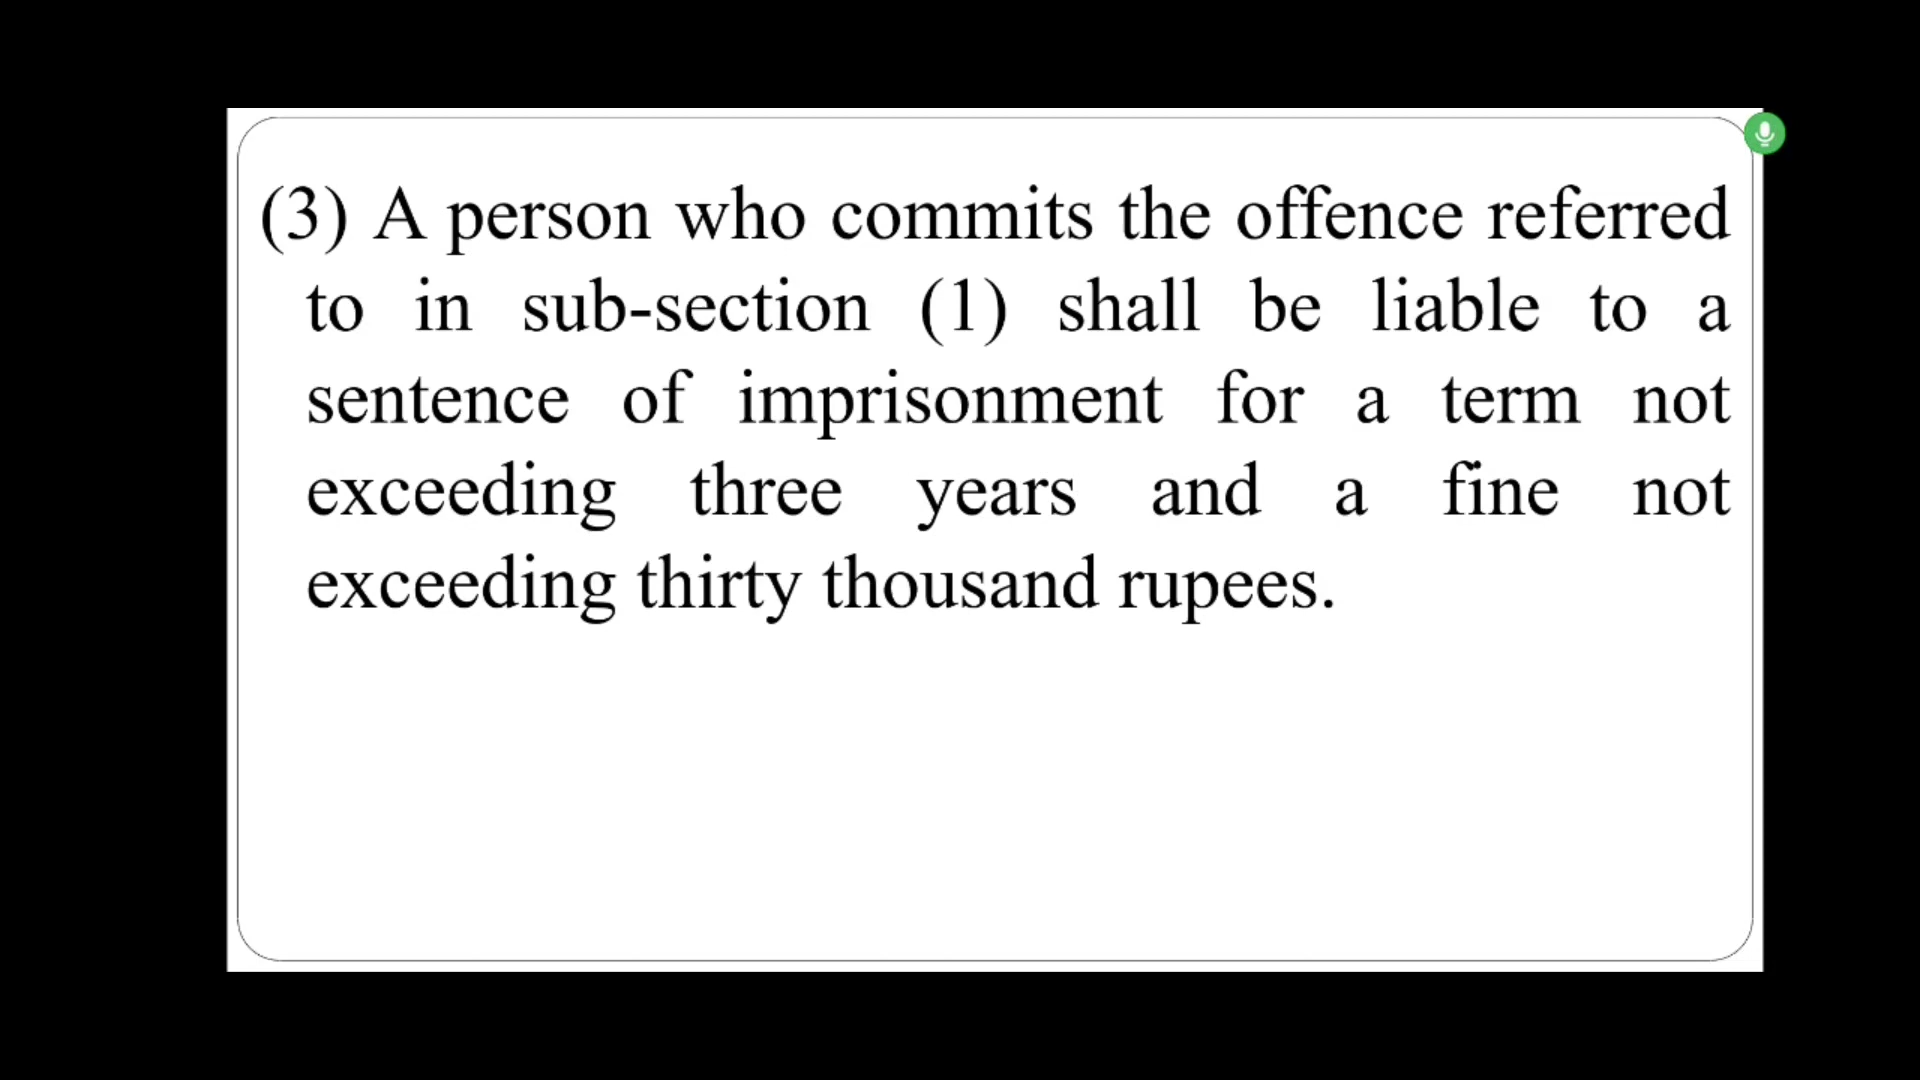 (3) A person who commits the offence referred
to in sub-section (1) shall be liable to a
sentence of imprisonment for a term not
exceeding three years and a fine not
exceeding thirty thousand rupees.